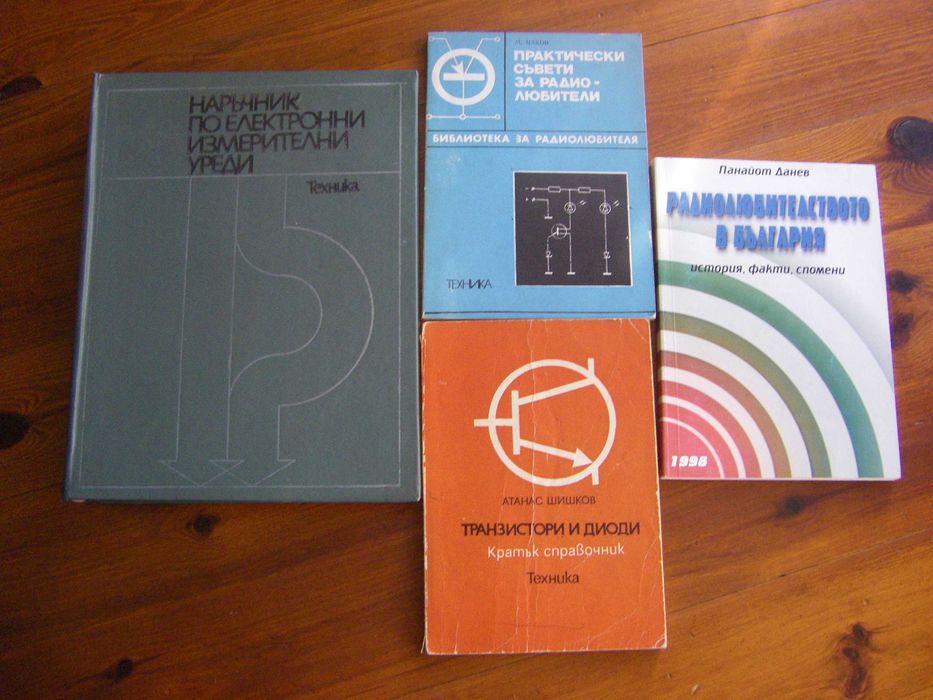 НАРЪЧНИК
ПО ЕЛЕКТРОННИ
ИЗМЕРИТЕЛНИ
УРЕДИ
Техника
ПРАКТИЧЕСКИ
СЪВЕТИ
ЗА РАДИО-
ЛЮБИТЕЛИ
БИБЛИОТЕКА ЗА РАДИОЛЮБИТЕЛЯ
ТЕХНИКА
АТАНАС ШИШКОВ
ТРАНЗИСТОРИ И ДИОДИ
Кратък справочник
Техника
Панайот Данев
РАДИОЛЮБИТЕЛСТВОТО
В БЪЛГАРИЯ
история, факти, спомени
1998